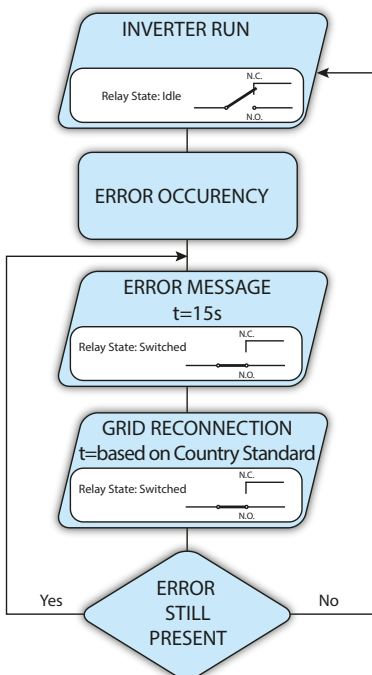 INVERTER RUN
N.C.
Relay State: Idle
N.O.
ERROR OCCURENCY
ERROR MESSAGE
t=15s
N.C.
Relay State: Switched
N.O.
GRID RECONNECTION
t=based on Country Standard
N.C.
Relay State: Switched
N.O.
Yes
ERROR
STILL
PRESENT
No